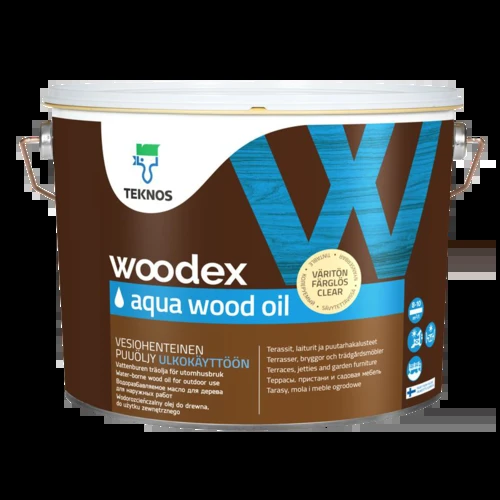 W
TEKNOS
woodex
aqua wood oil
VÄRITÖN
FÄRGLÖS
CLEAR
VESIOHENTEINEN
PUUÖLJY ULKOKÄYTTÖÖN
Vattenburen träolja för utomhusbruk
Water-borne wood oil for outdoor use
Водоразбавляемое масло для дерева
для наружных работ
Wodorozcieńczalny olej do drewna,
do użytku zewnętrznego
Terassit, laiturit ja puutarhakalusteet
Terrasser, bryggor och trädgårdsmöbler
Terraces, jetties and garden furniture
Террасы, пристани и садовая мебель
Tarasy, mola i meble ogrodowe
8-10